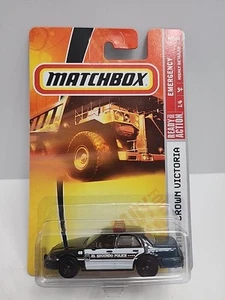 MATCHBOX
EMERGENCY
READY FOR ACTION
CROWN VICTORIA
EL SEGUNDO POLICE